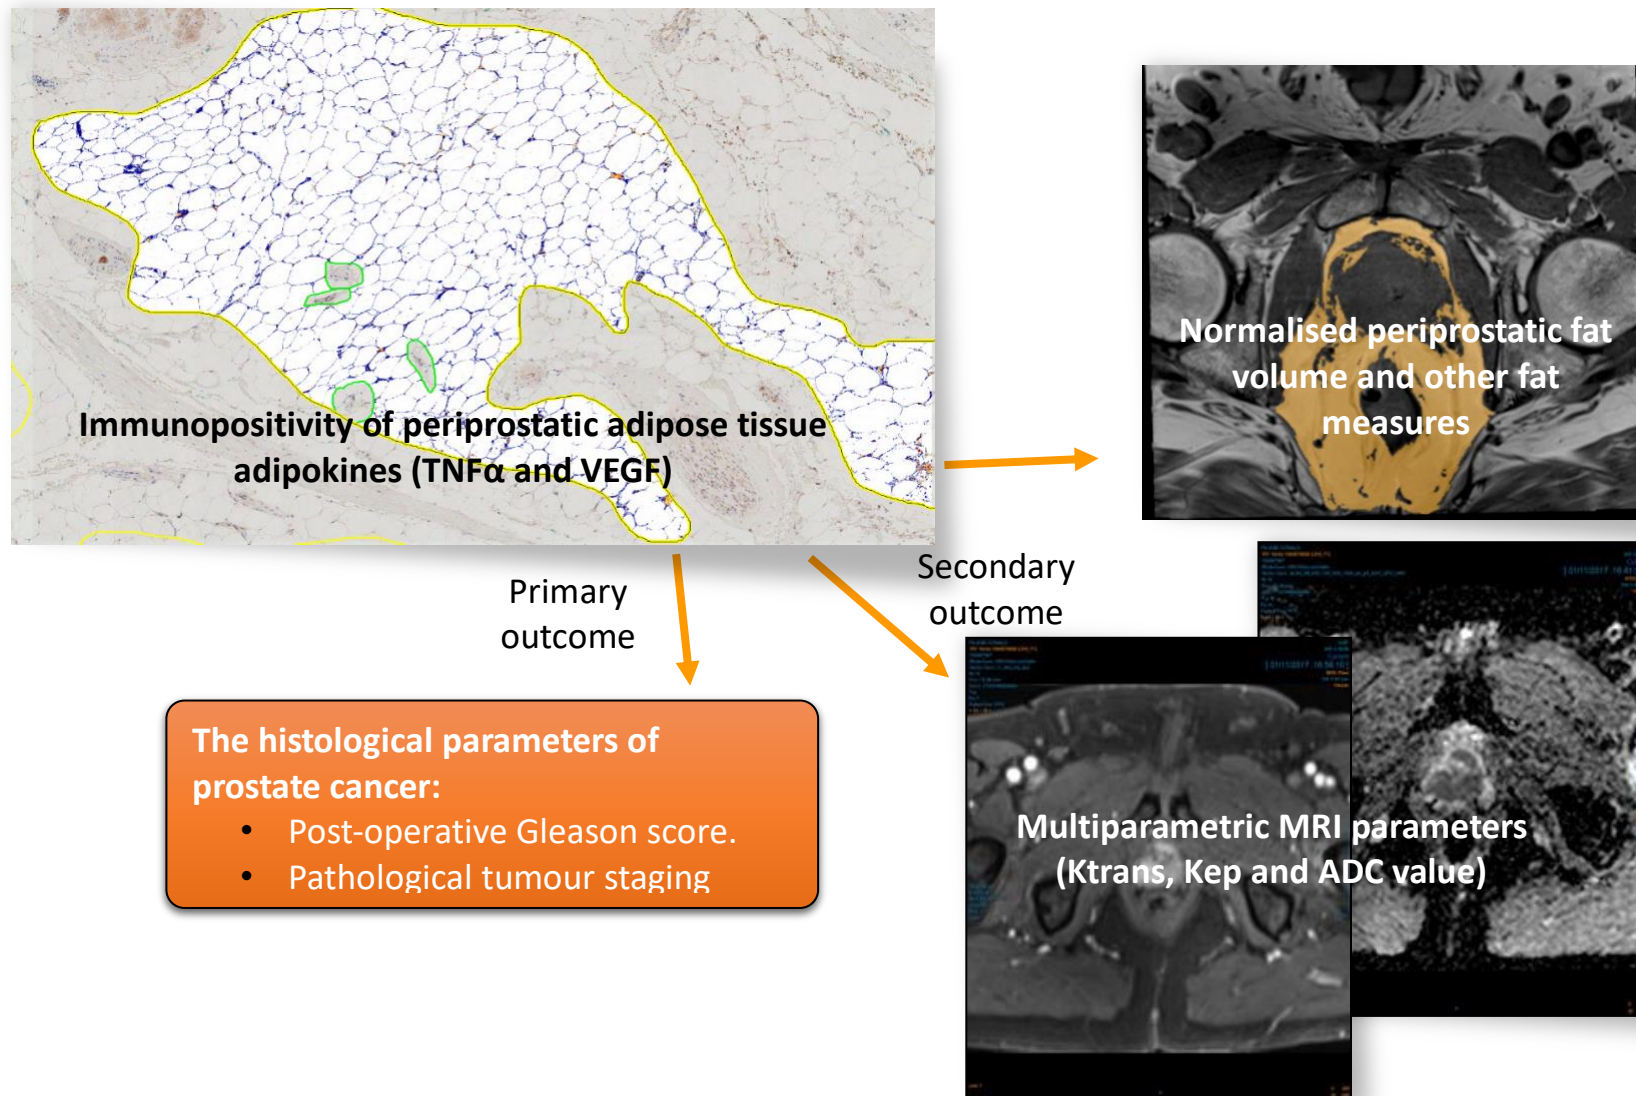 Immunopositivity of periprostatic adipose tissue
adipokines (TNFα and VEGF)
Normalised periprostatic fat
volume and other fat
measures
Primary
outcome
Secondary
outcome
The histological parameters of
prostate cancer:
• Post-operative Gleason score.
• Pathological tumour staging
Multiparametric MRI parameters
(Ktrans, Kep and ADC value)